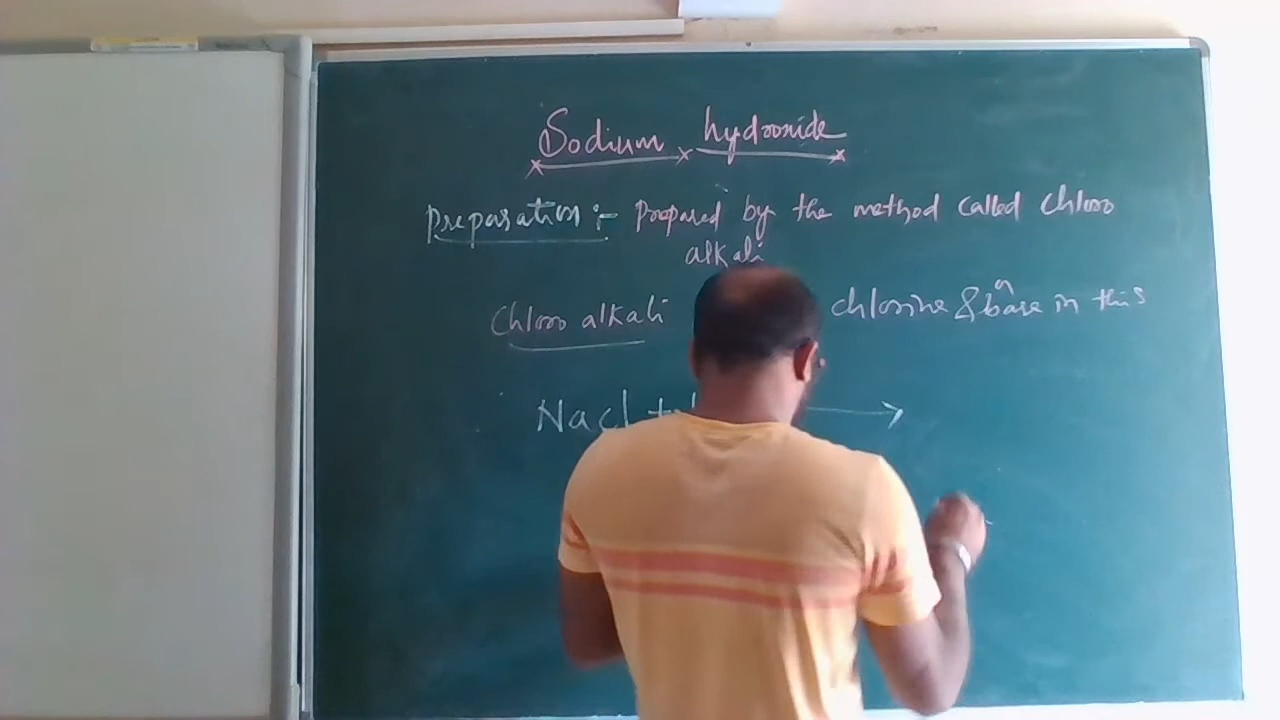 Sodium hydroxide
Preparation :- Prepared by the method called Chloro
alkali
Chloro alkali chlorine & base in this
NaCl + →